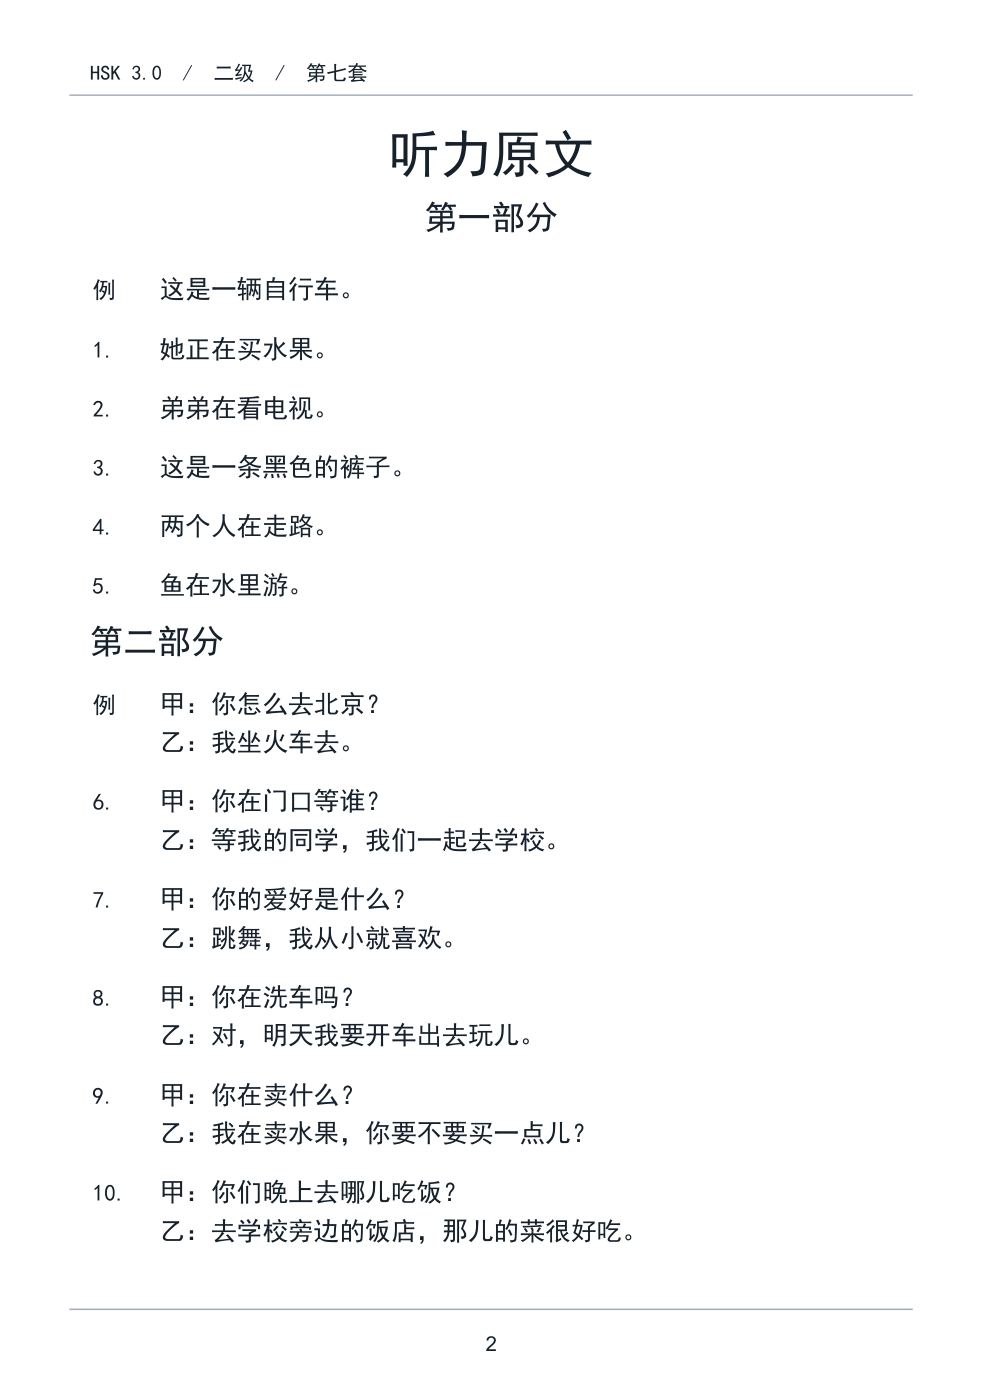 HSK 3.0 / 二级 / 第七套
听力原文
第一部分
例 这是一辆自行车。
1. 她正在买水果。
2. 弟弟在看电视。
3. 这是一条黑色的裤子。
4. 两个人在走路。
5. 鱼在水里游。
第二部分
例 甲：你怎么去北京？
乙：我坐火车去。
6. 甲：你在门口等谁？
乙：等我的同学，我们一起去学校。
7. 甲：你的爱好是什么？
乙：跳舞，我从小就喜欢。
8. 甲：你在洗车吗？
乙：对，明天我要开车出去玩儿。
9. 甲：你在卖什么？
乙：我在卖水果，你要不要买一点儿？
10. 甲：你们晚上去哪儿吃饭？
乙：去学校旁边的饭店，那儿的菜很好吃。
2